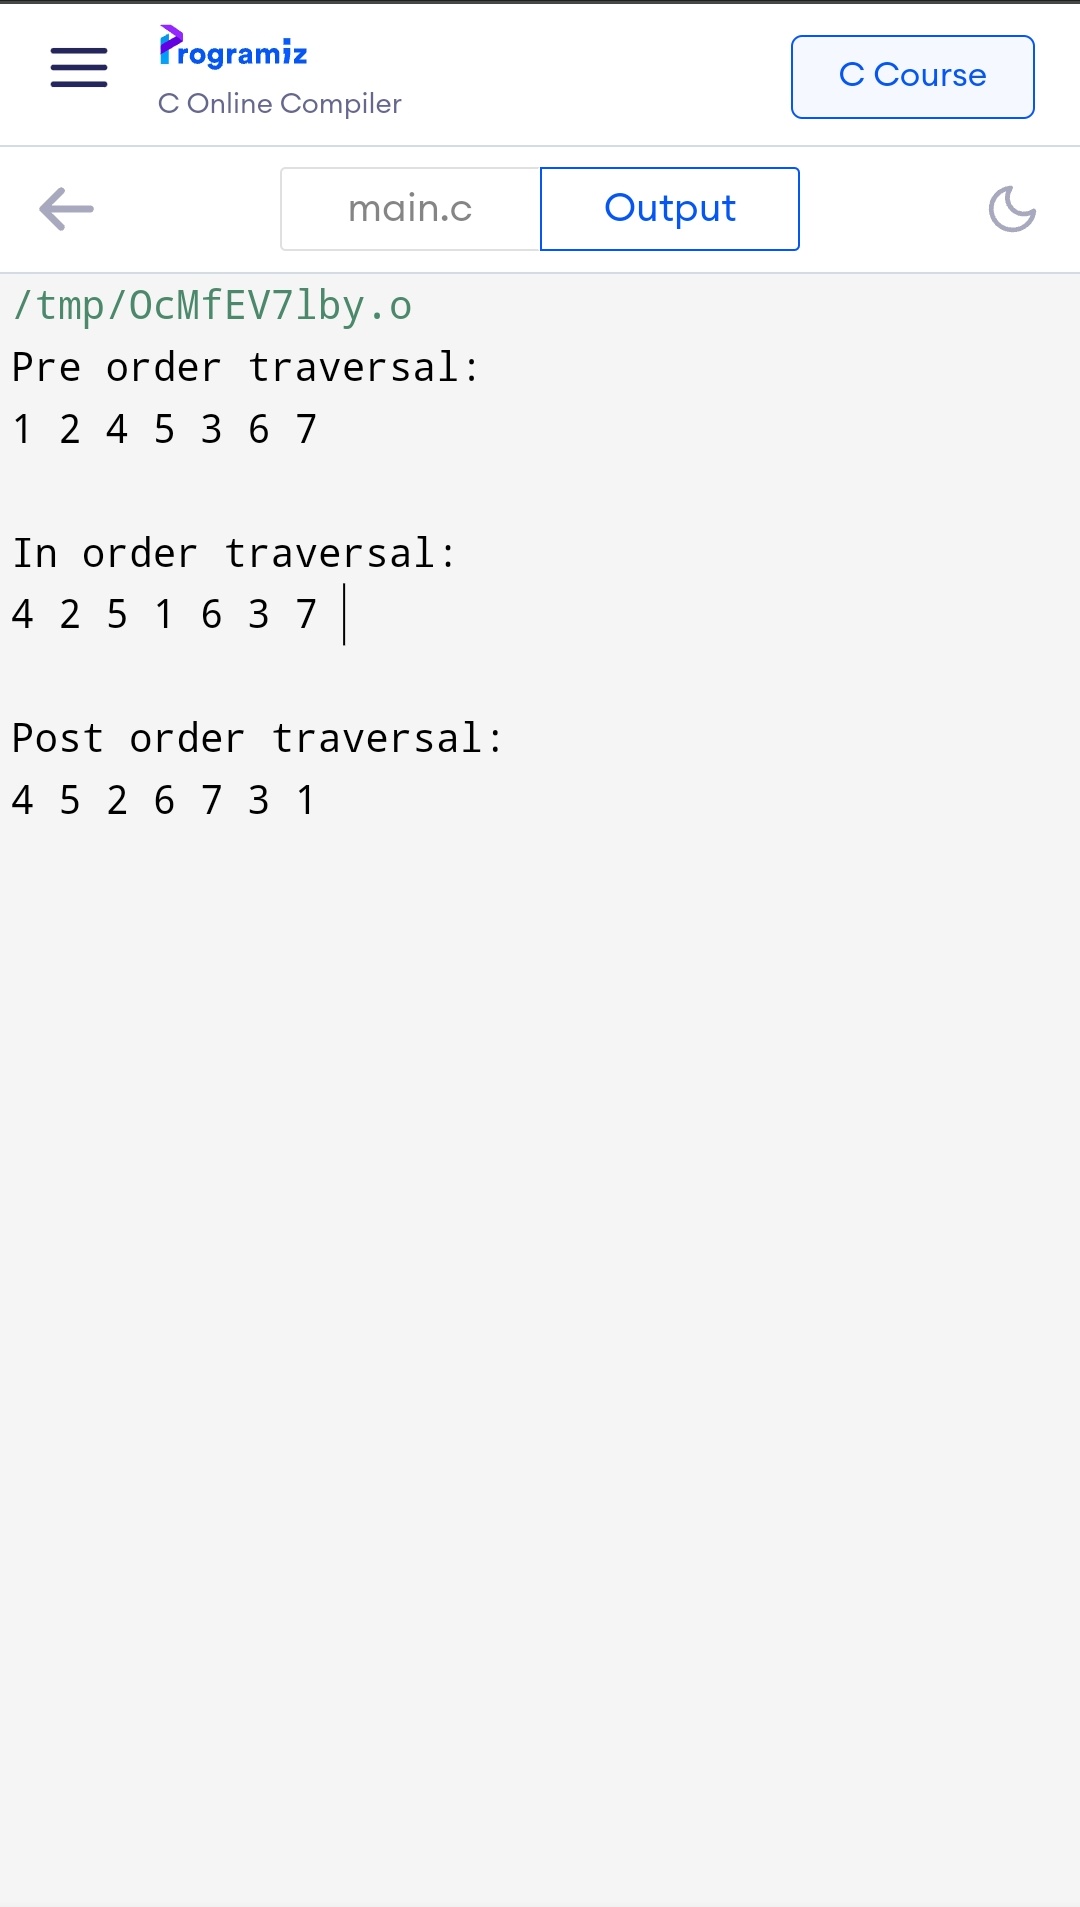 Programiz
C Online Compiler
C Course
main.c
Output
/tmp/OcMfEV7lby.o
Pre order traversal:
1 2 4 5 3 6 7
In order traversal:
4 2 5 1 6 3 7
Post order traversal:
4 5 2 6 7 3 1